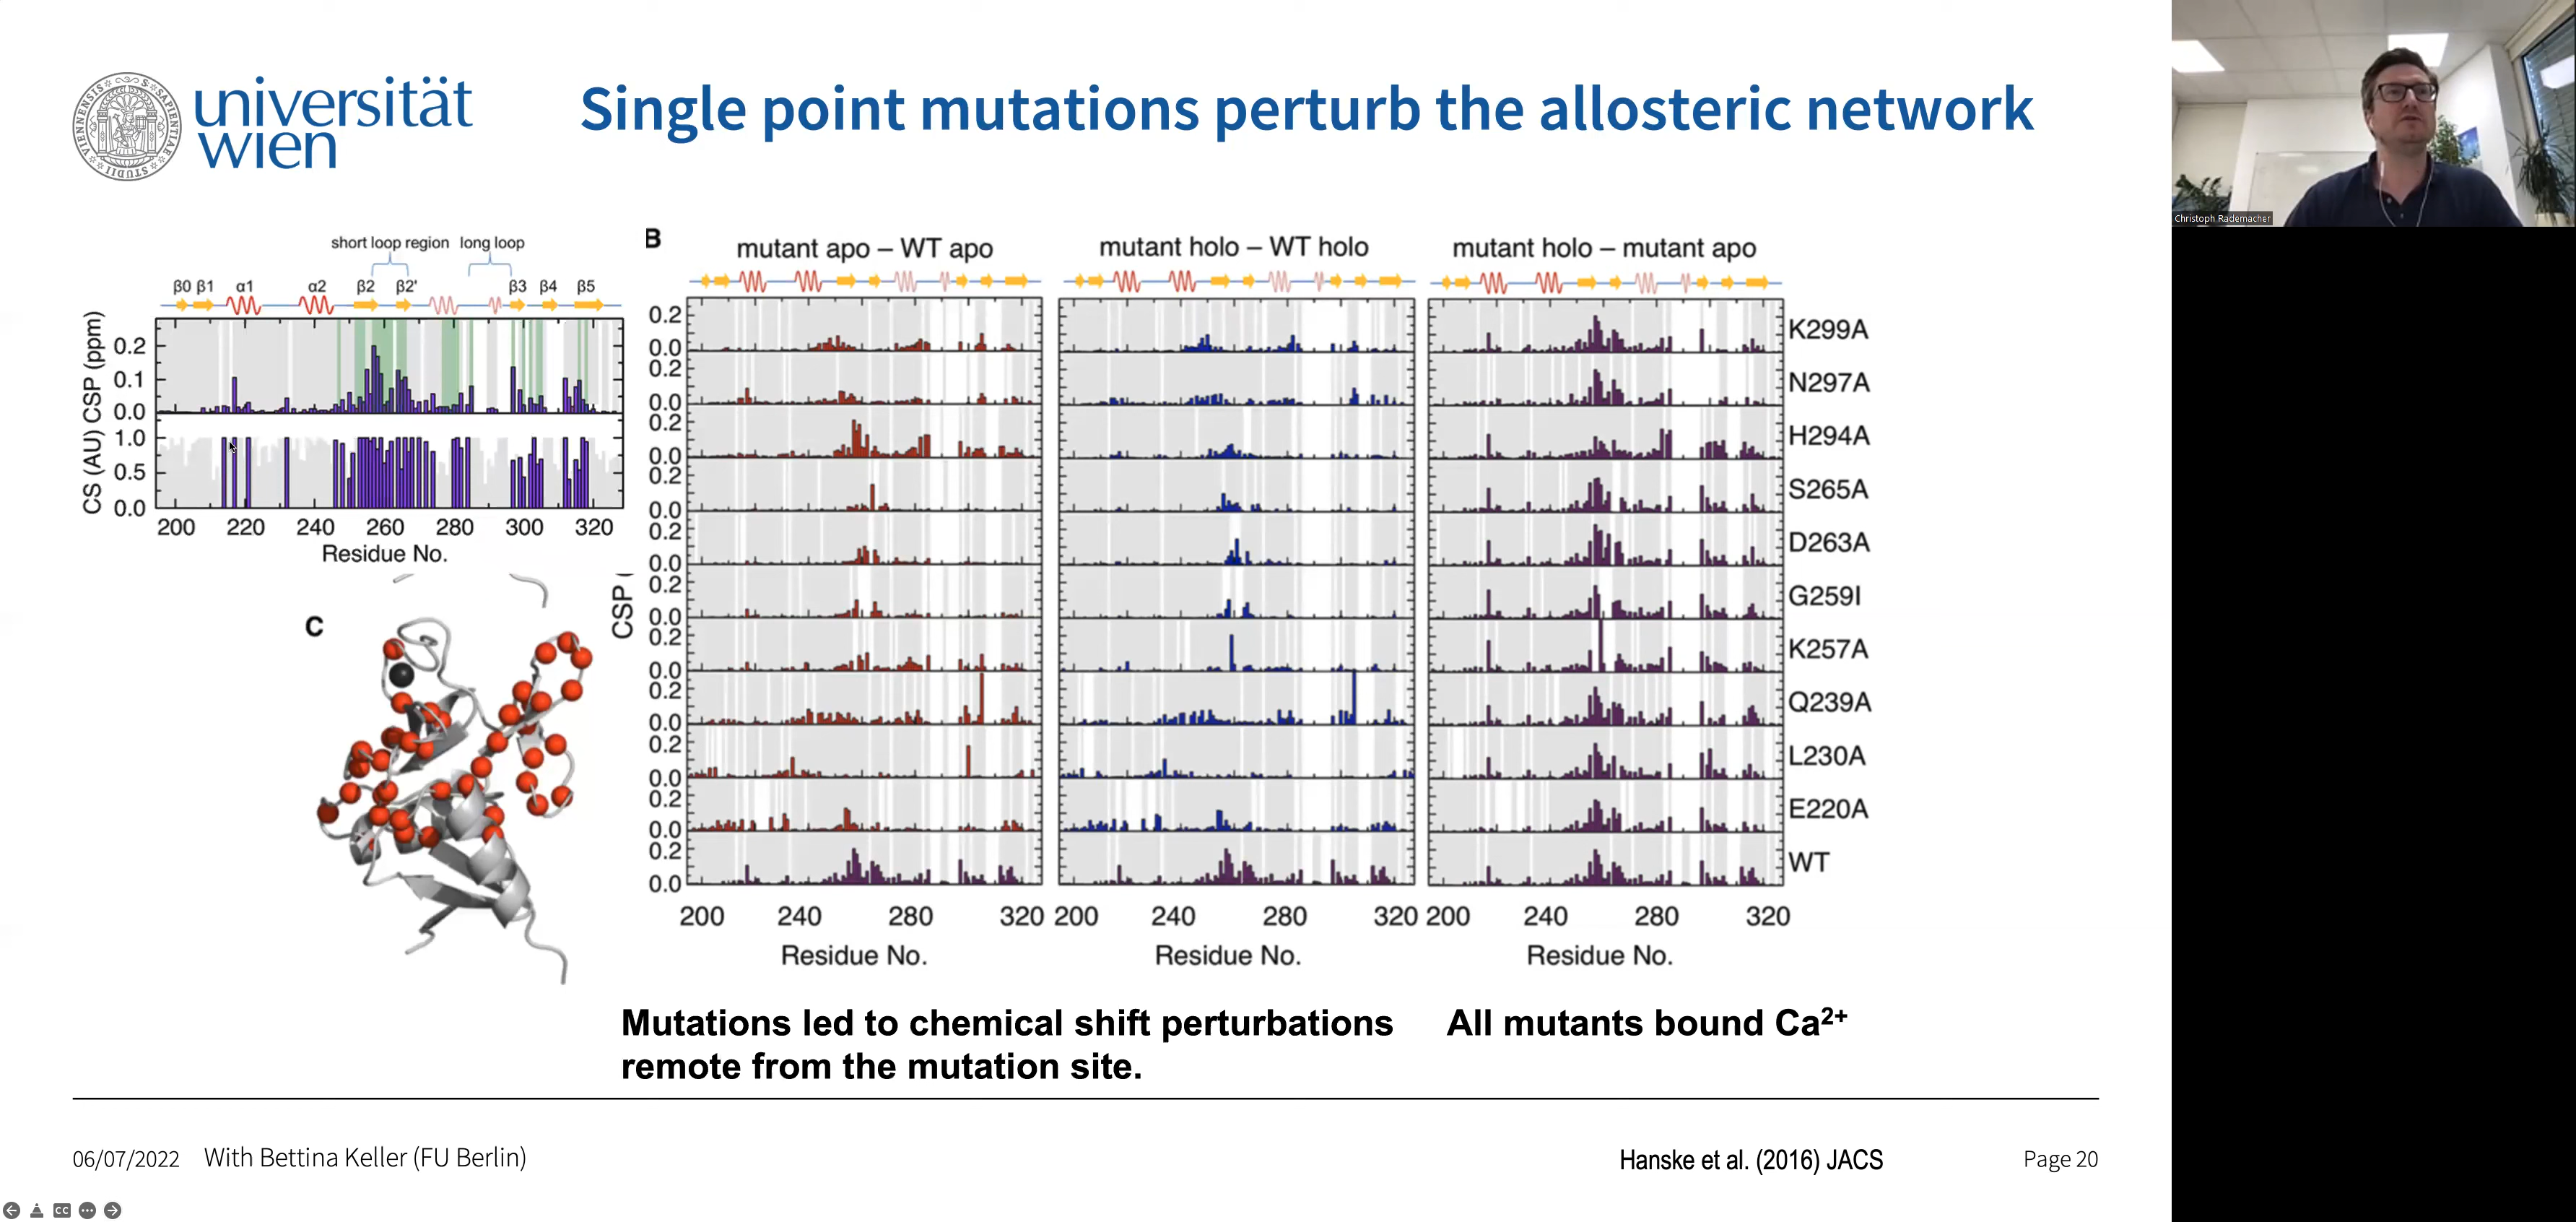 universität
wien
Single point mutations perturb the allosteric network
Christoph Rademacher
short loop region long loop
β0 β1 α1 α2 β2 β2' β3 β4 β5
CSP (ppm)
0.2
0.1
0.0
CS (AU)
1.0
0.5
0.0
200 220 240 260 280 300 320
Residue No.
C
B
mutant apo – WT apo
mutant holo – WT holo
mutant holo – mutant apo
CSP (
0.2
0.0
K299A
0.2
0.0
N297A
0.2
0.0
H294A
0.2
0.0
S265A
0.2
0.0
D263A
0.2
0.0
G259I
0.2
0.0
K257A
0.2
0.0
Q239A
0.2
0.0
L230A
0.2
0.0
E220A
0.2
0.0
WT
200 240 280 320 200 240 280 320 200 240 280 320
Residue No. Residue No. Residue No.
Mutations led to chemical shift perturbations
remote from the mutation site.
All mutants bound Ca²⁺
06/07/2022 With Bettina Keller (FU Berlin)
Hanske et al. (2016) JACS
Page 20
CC